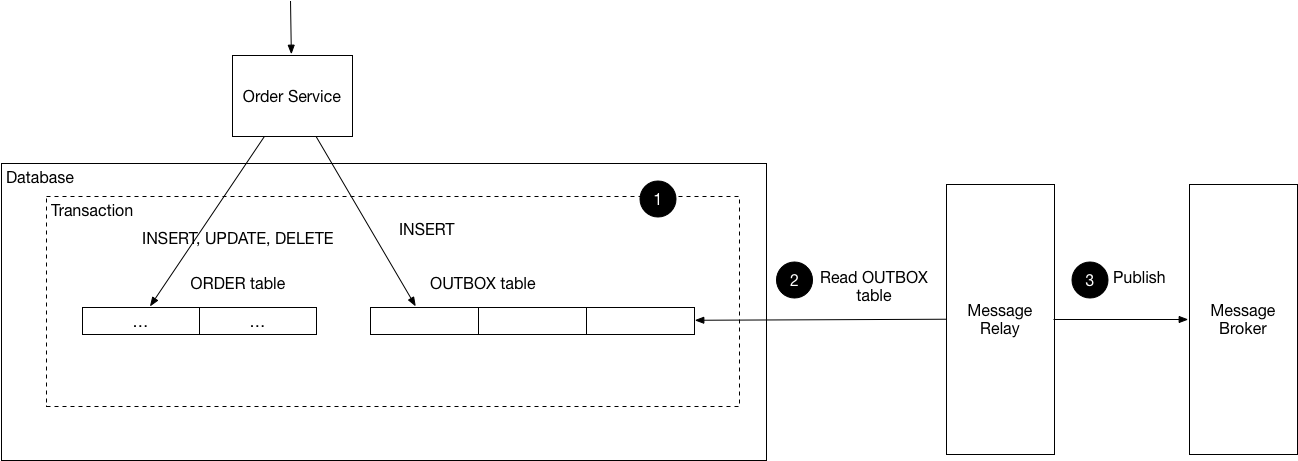 Order Service
Database
Transaction
1
INSERT, UPDATE, DELETE
INSERT
ORDER table
OUTBOX table
... ...
2
Read OUTBOX
table
3
Publish
Message
Relay
Message
Broker